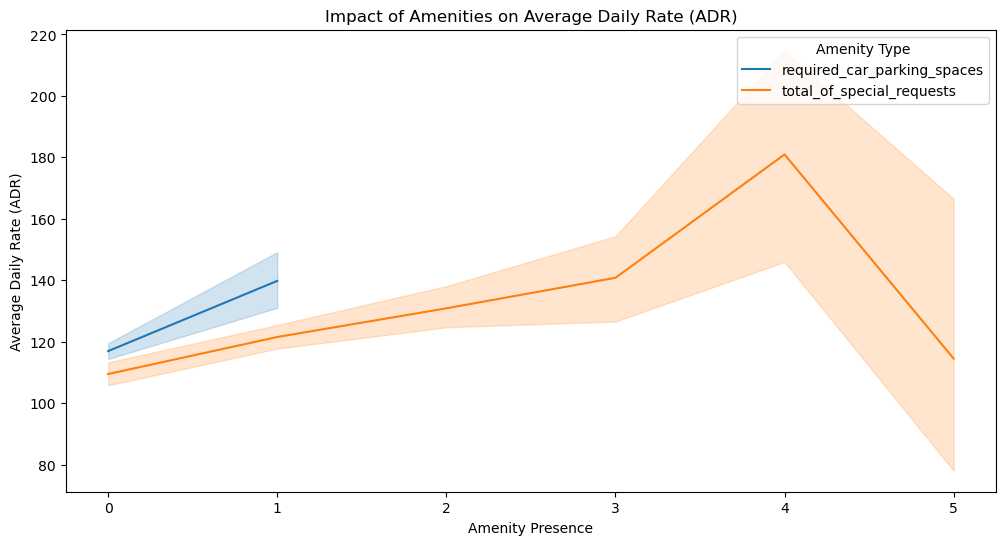 Impact of Amenities on Average Daily Rate (ADR)
Amenity Type
required_car_parking_spaces
total_of_special_requests
Average Daily Rate (ADR)
220
200
180
160
140
120
100
80
0 1 2 3 4 5
Amenity Presence